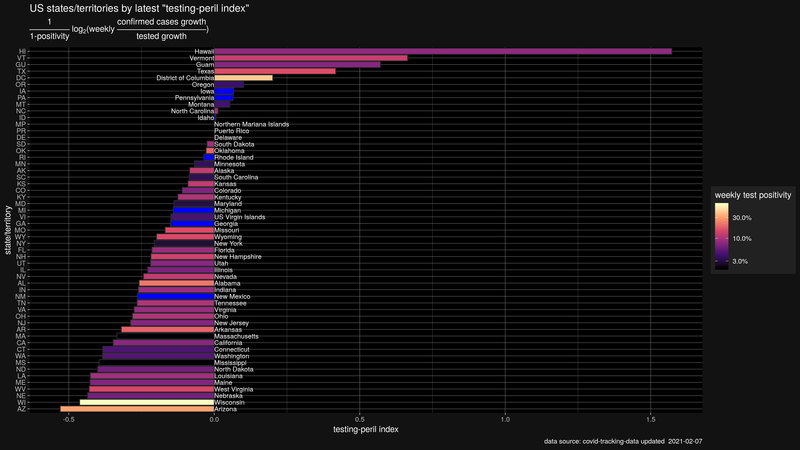 US states/territories by latest "testing-peril index"
1 confirmed cases growth
log2(weekly )
1-positivity tested growth
HI Hawaii
VT Vermont
GU Guam
TX Texas
DC District of Columbia
OR Oregon
IA Iowa
PA Pennsylvania
MT Montana
NC North Carolina
ID Idaho
MP Northern Mariana Islands
PR Puerto Rico
DE Delaware
SD South Dakota
OK Oklahoma
RI Rhode Island
MN Minnesota
AK Alaska
SC South Carolina
KS Kansas
CO Colorado
KY Kentucky
MD Maryland
MI Michigan
VI US Virgin Islands
GA Georgia
MO Missouri
WY Wyoming
NY New York
FL Florida
NH New Hampshire
UT Utah
IL Illinois
NV Nevada
AL Alabama
IN Indiana
NM New Mexico
TN Tennessee
VA Virginia
OH Ohio
NJ New Jersey
AR Arkansas
MA Massachusetts
CA California
CT Connecticut
WA Washington
MS Mississippi
ND North Dakota
LA Louisiana
ME Maine
WV West Virginia
NE Nebraska
WI Wisconsin
AZ Arizona
state/territory
-0.5 0.0 0.5 1.0 1.5
testing-peril index
weekly test positivity
30.0%
10.0%
3.0%
data source: covid-tracking-data updated 2021-02-07